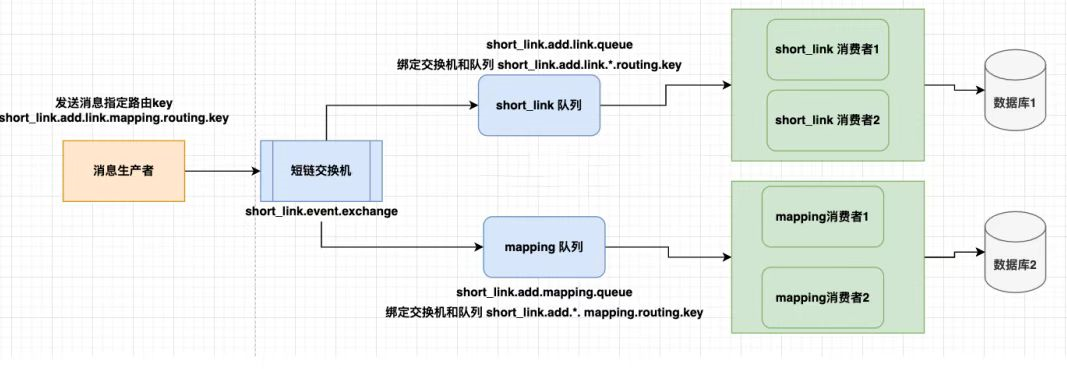 发送消息指定路由key
short_link.add.link.mapping.routing.key
消息生产者
短链交换机
short_link.event.exchange
short_link.add.link.queue
绑定交换机和队列 short_link.add.link.*.routing.key
short_link 队列
short_link 消费者1
short_link 消费者2
数据库1
mapping 队列
short_link.add.mapping.queue
绑定交换机和队列 short_link.add.*. mapping.routing.key
mapping消费者1
mapping消费者2
数据库2